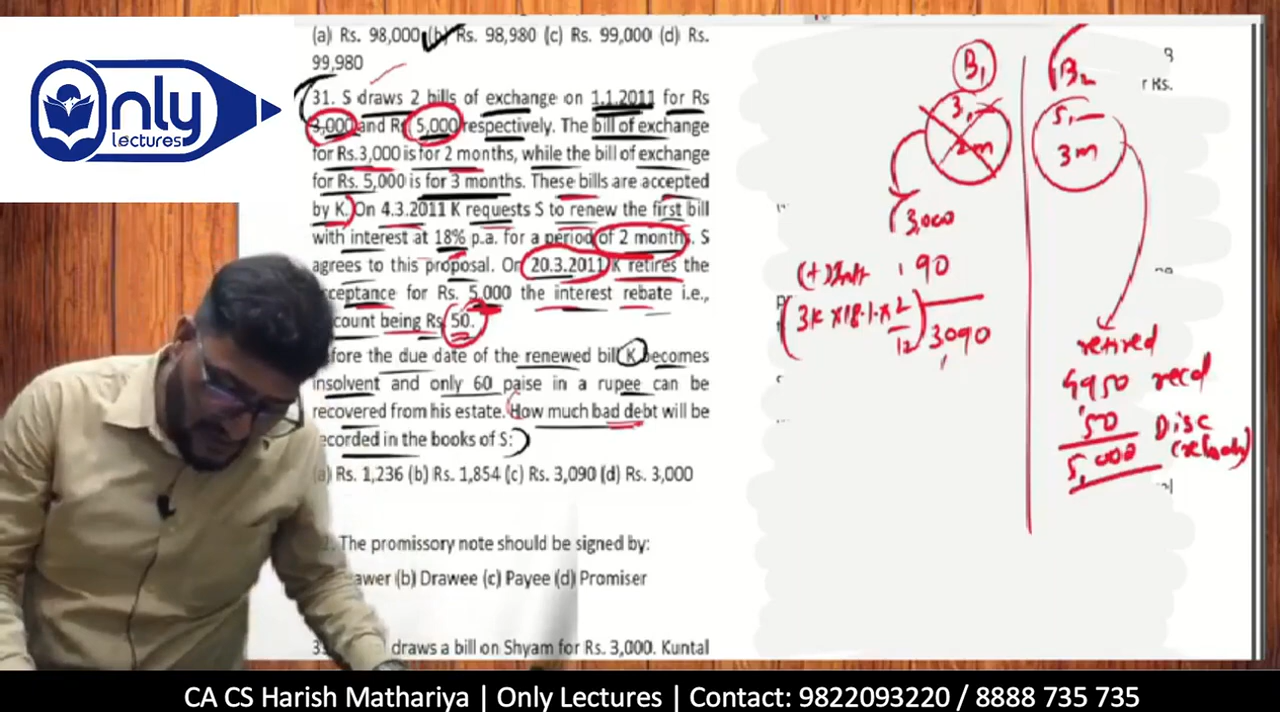 (a) Rs. 98,000 (b) Rs. 98,980 (c) Rs. 99,000 (d) Rs.
99,980
31. S draws 2 bills of exchange on 1.1.2011 for Rs
3,000 and Rs 5,000 respectively. The bill of exchange
for Rs.3,000 is for 2 months, while the bill of exchange
for Rs. 5,000 is for 3 months. These bills are accepted
by K. On 4.3.2011 K requests S to renew the first bill
with interest at 18% p.a. for a period of 2 months. S
agrees to this proposal. On 20.3.2011 K retires the
cceptance for Rs. 5,000 the interest rebate i.e.,
count being Rs 50.
fore the due date of the renewed bill K becomes
insolvent and only 60 paise in a rupee can be
recovered from his estate. How much bad debt will be
recorded in the books of S:
(a) Rs. 1,236 (b) Rs. 1,854 (c) Rs. 3,090 (d) Rs. 3,000
The promissory note should be signed by:
awer (b) Drawee (c) Payee (d) Promiser
draws a bill on Shyam for Rs. 3,000. Kuntal
Only
lectures
B1
3,
2m
3,000
(+) Intt 90
(3K×18%×2/12)
3090
B2
5,
3m
retired
4950 recd
50 Disc
(rebate)
5,000
r Rs.
CA CS Harish Mathariya | Only Lectures | Contact: 9822093220 / 8888 735 735